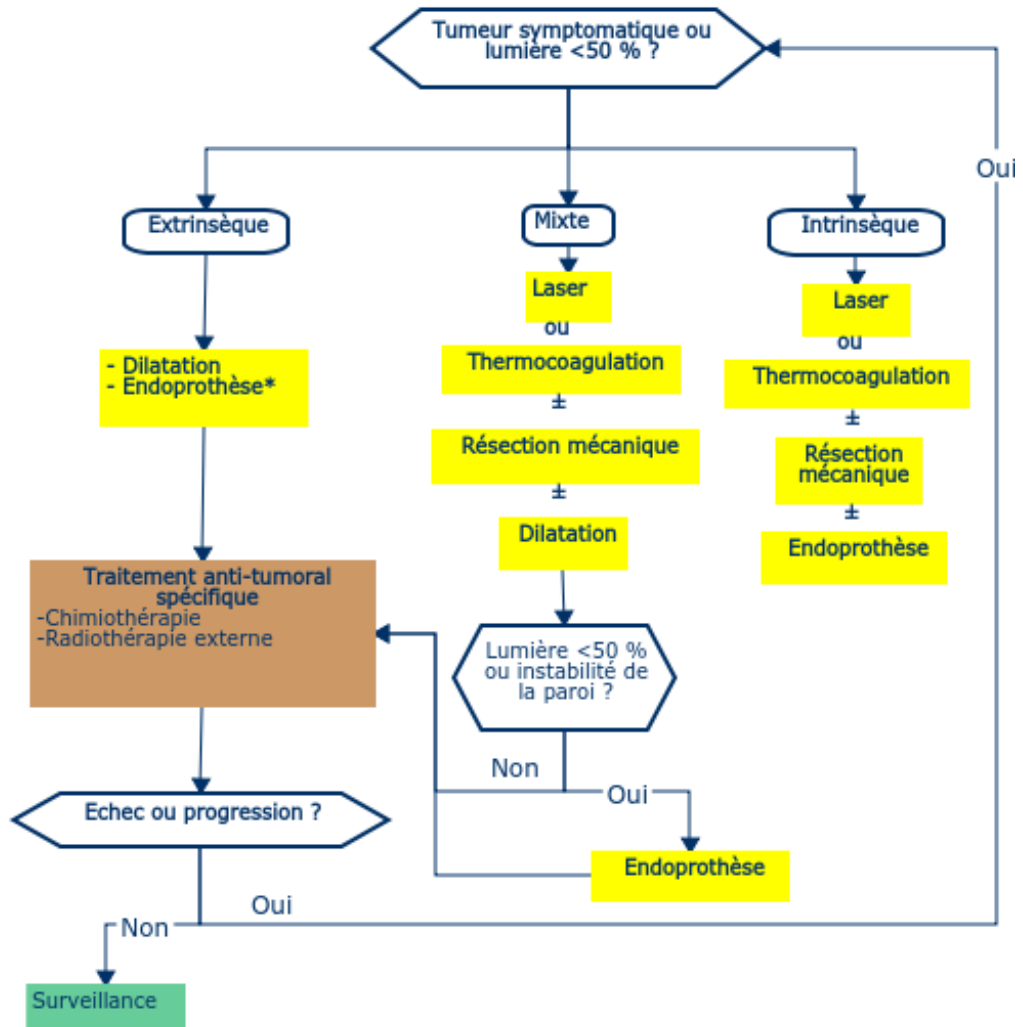 Tumeur symptomatique ou
lumière <50 % ?
Oui
Extrinsèque
Mixte
Intrinsèque
- Dilatation
- Endoprothèse*
Laser
ou
Thermocoagulation
±
Résection mécanique
±
Dilatation
Laser
ou
Thermocoagulation
±
Résection
mécanique
±
Endoprothèse
Traitement anti-tumoral
spécifique
-Chimiothérapie
-Radiothérapie externe
Lumière <50 %
ou instabilité de
la paroi ?
Non
Oui
Endoprothèse
Echec ou progression ?
Oui
Non
Surveillance